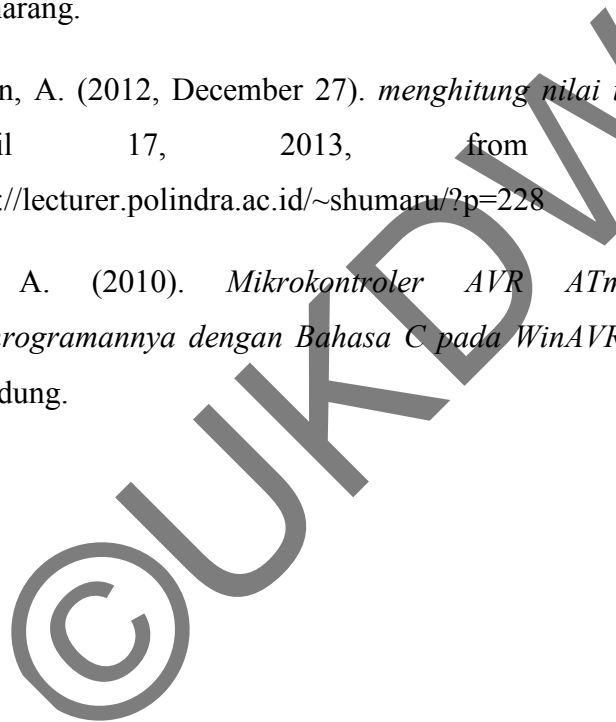 narang.
n, A. (2012, December 27). menghitung nilai
il 17, 2013, from
://lecturer.polindra.ac.id/~shumaru/?p=228
A. (2010). Mikrokontroler AVR ATm
rogramannya dengan Bahasa C pada WinAVR
dung.
©UKDW